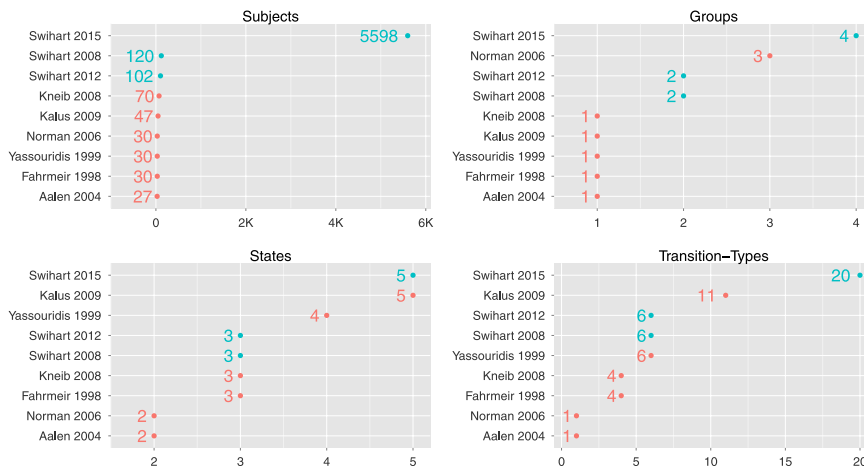 Subjects
Swihart 2015 5598
Swihart 2008 120
Swihart 2012 102
Kneib 2008 70
Kalus 2009 47
Norman 2006 30
Yassouridis 1999 30
Fahrmeir 1998 30
Aalen 2004 27
0 2K 4K 6K
Groups
Swihart 2015 4
Norman 2006 3
Swihart 2012 2
Swihart 2008 2
Kneib 2008 1
Kalus 2009 1
Yassouridis 1999 1
Fahrmeir 1998 1
Aalen 2004 1
1 2 3 4
States
Swihart 2015 5
Kalus 2009 5
Yassouridis 1999 4
Swihart 2012 3
Swihart 2008 3
Kneib 2008 3
Fahrmeir 1998 3
Norman 2006 2
Aalen 2004 2
2 3 4 5
Transition−Types
Swihart 2015 20
Kalus 2009 11
Swihart 2012 6
Swihart 2008 6
Yassouridis 1999 6
Kneib 2008 4
Fahrmeir 1998 4
Norman 2006 1
Aalen 2004 1
0 5 10 15 20